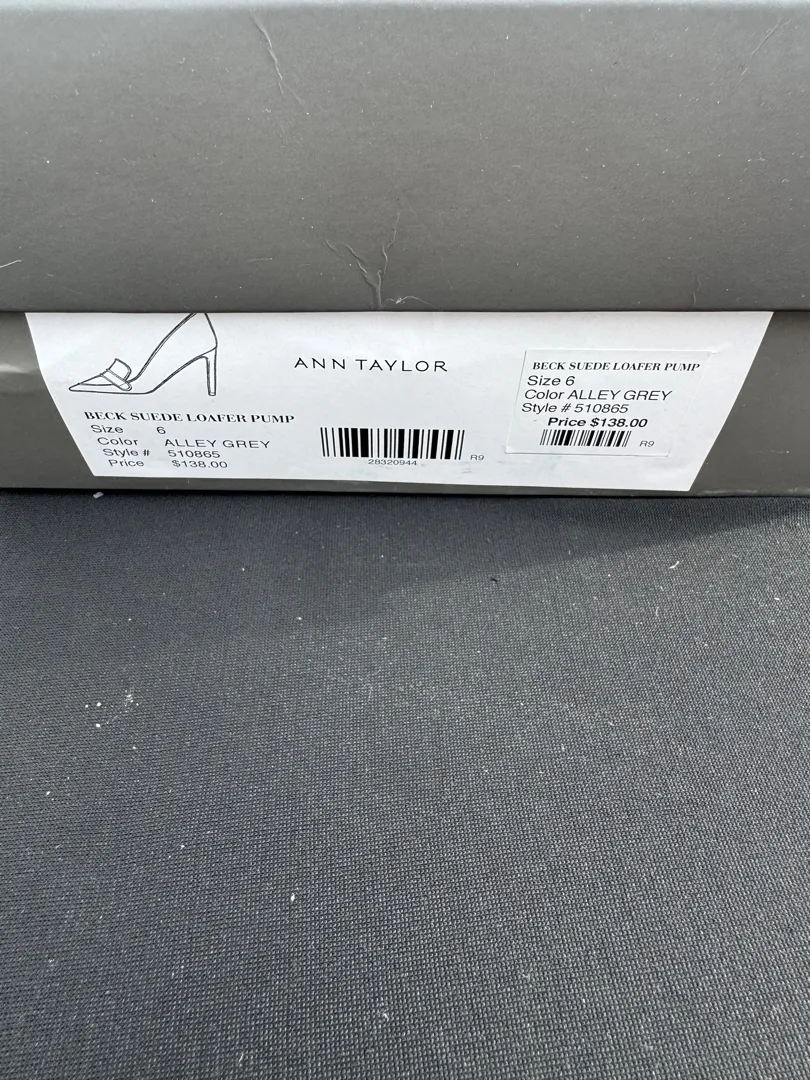 ANN TAYLOR
BECK SUEDE LOAFER PUMP
Size 6
Color ALLEY GREY
Style # 510865
Price $138.00
28320944
R9
BECK SUEDE LOAFER PUMP
Size 6
Color ALLEY GREY
Style # 510865
Price $138.00
R9